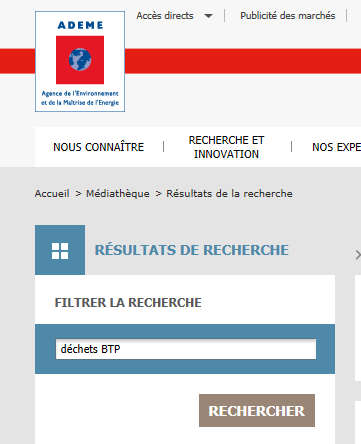 Accès directs
Publicité des marchés
ADEME
Agence de l'Environnement
et de la Maîtrise de l'Energie
NOUS CONNAÎTRE
RECHERCHE ET
INNOVATION
NOS EXPE
Accueil > Médiathèque > Résultats de la recherche
RÉSULTATS DE RECHERCHE
FILTRER LA RECHERCHE
déchets BTP
RECHERCHER